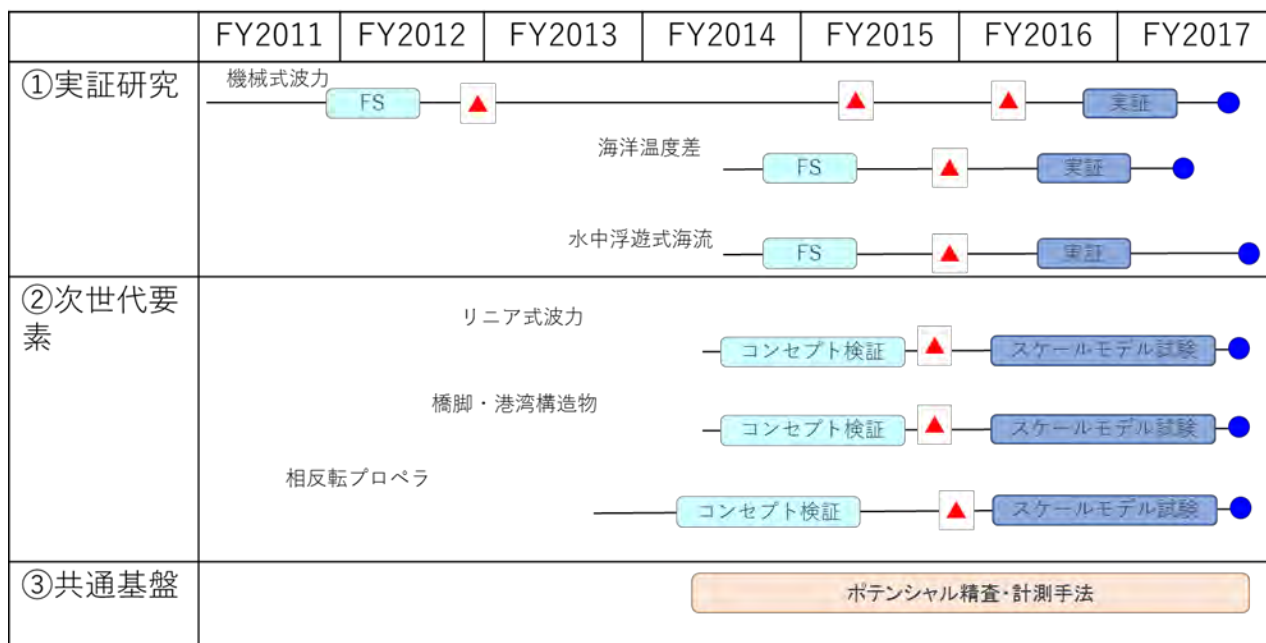 FY2011 FY2012 FY2013 FY2014 FY2015 FY2016 FY2017
①実証研究
機械式波力
FS 実証
海洋温度差
FS 実証
水中浮遊式海流
FS 実証
②次世代要
素
リニア式波力
コンセプト検証 スケールモデル試験
橋脚・港湾構造物
コンセプト検証 スケールモデル試験
相反転プロペラ
コンセプト検証 スケールモデル試験
③共通基盤
ポテンシャル精査・計測手法